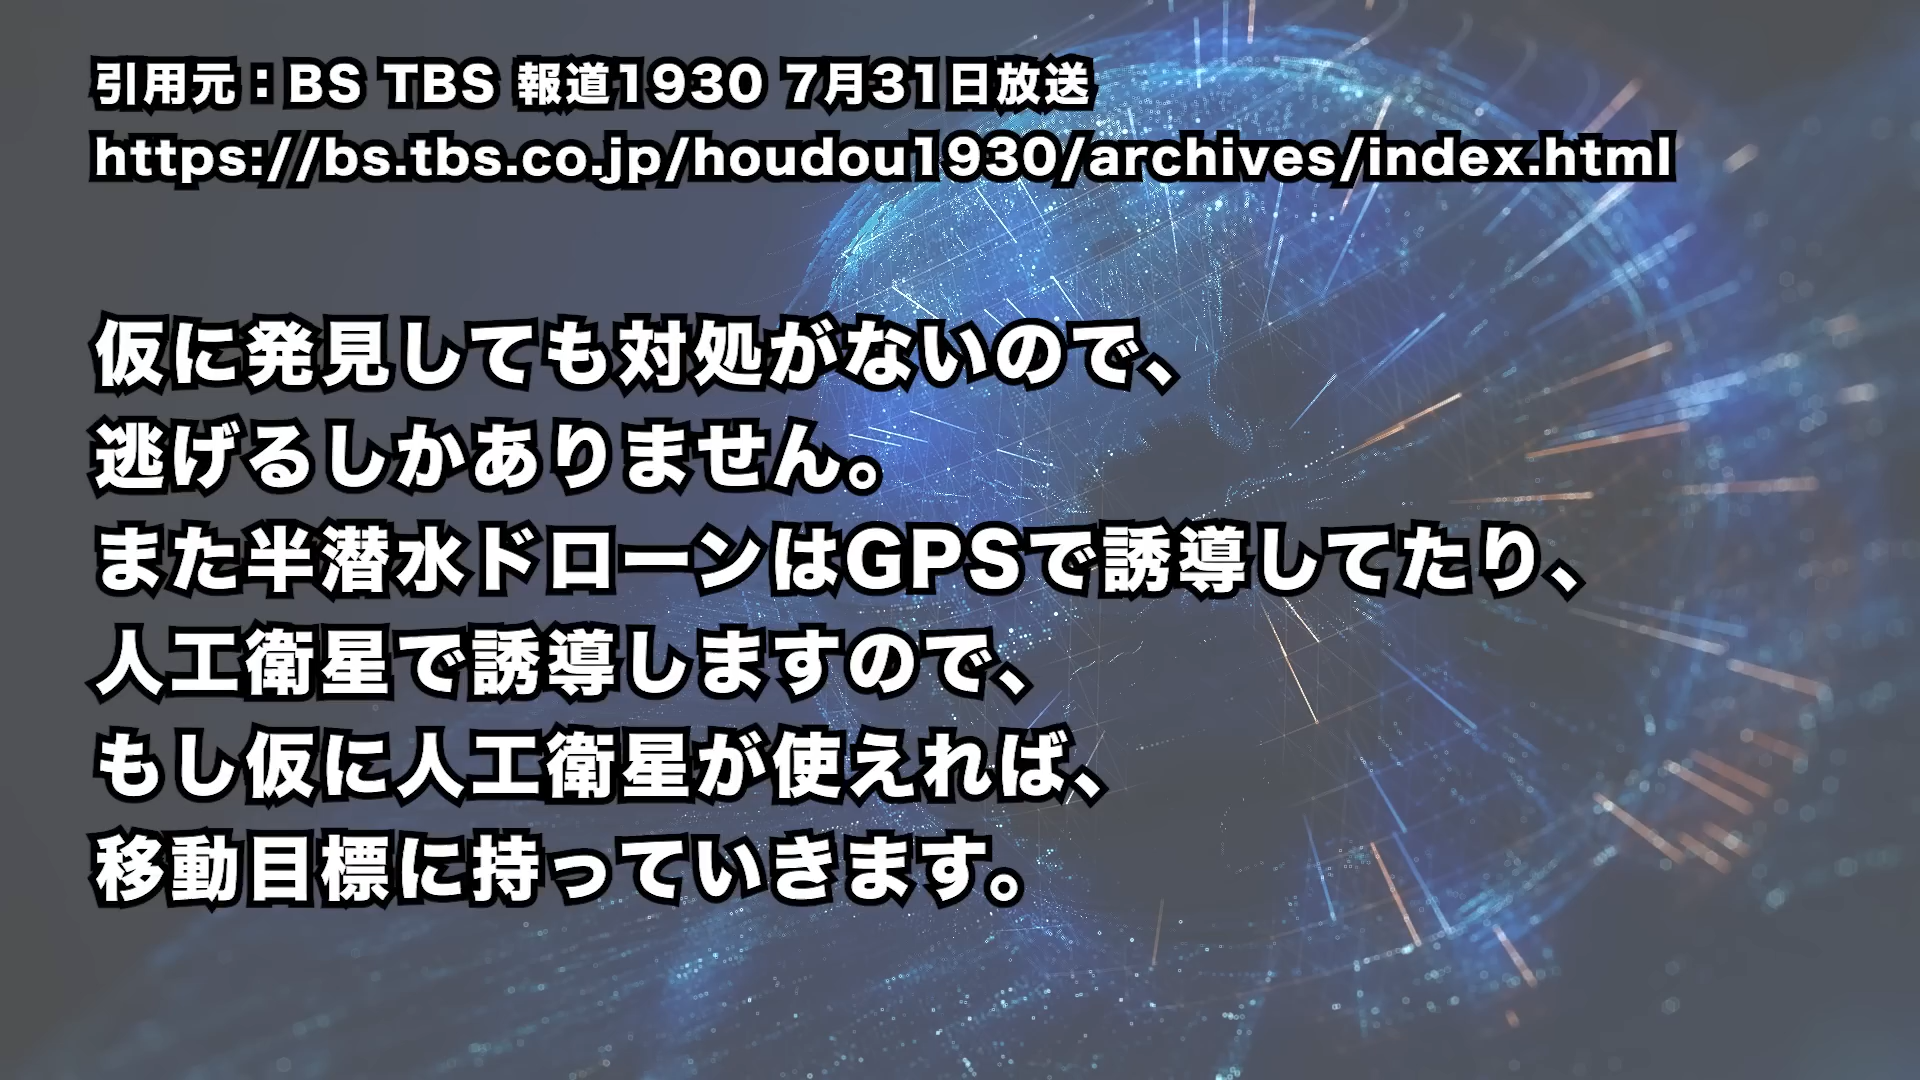 引用元：BS TBS 報道1930 7月31日放送
https://bs.tbs.co.jp/houdou1930/archives/index.html
仮に発見しても対処がないので、
逃げるしかありません。
また半潜水ドローンはGPSで誘導してたり、
人工衛星で誘導しますので、
もし仮に人工衛星が使えれば、
移動目標に持っていきます。